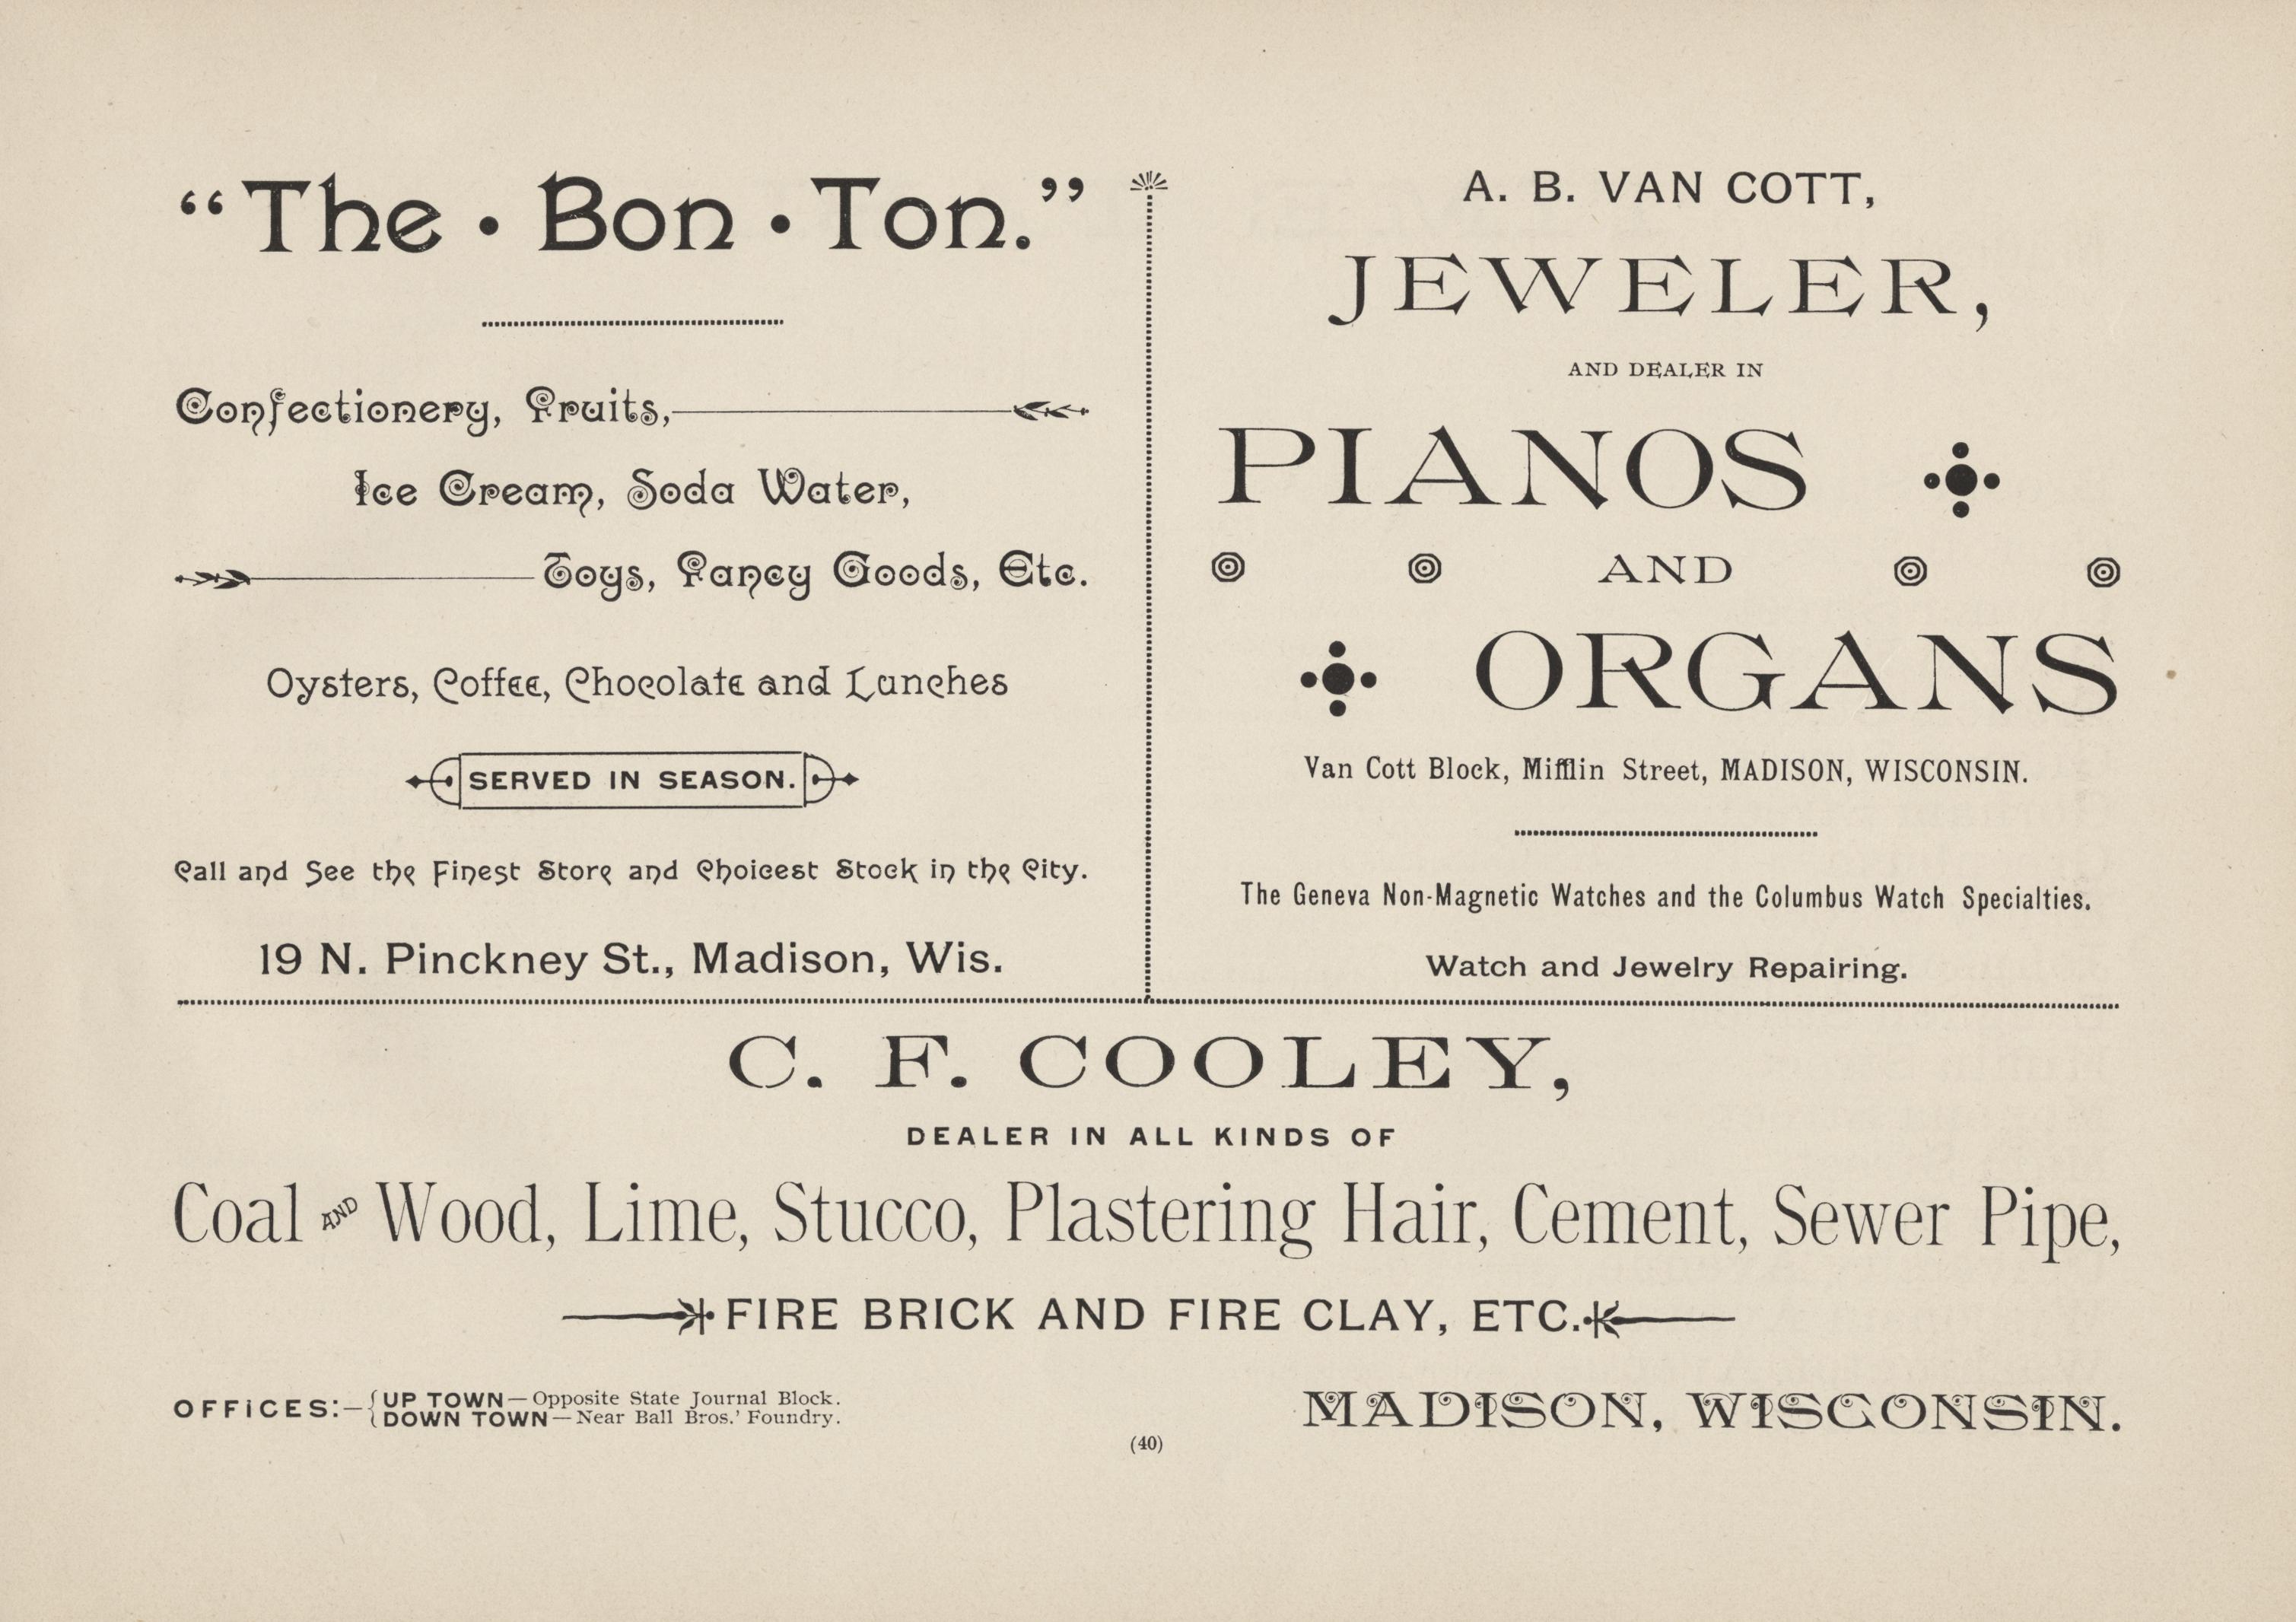 “The • Bon • Ton.”
Confectionery, Fruits,
Ice Cream, Soda Water,
Toys, Fancy Goods, Etc.
Oysters, Coffee, Chocolate and Lunches
SERVED IN SEASON.
Call and See the Finest Store and Choicest Stock in the City.
19 N. Pinckney St., Madison, Wis.
A. B. VAN COTT,
JEWELER,
AND DEALER IN
PIANOS
AND
ORGANS
Van Cott Block, Mifflin Street, MADISON, WISCONSIN.
The Geneva Non-Magnetic Watches and the Columbus Watch Specialties.
Watch and Jewelry Repairing.
C. F. COOLEY,
DEALER IN ALL KINDS OF
Coal AND Wood, Lime, Stucco, Plastering Hair, Cement, Sewer Pipe,
FIRE BRICK AND FIRE CLAY, ETC.
OFFICES:—{UP TOWN—Opposite State Journal Block.
{DOWN TOWN—Near Ball Bros.' Foundry.
MADISON, WISCONSIN.
(40)